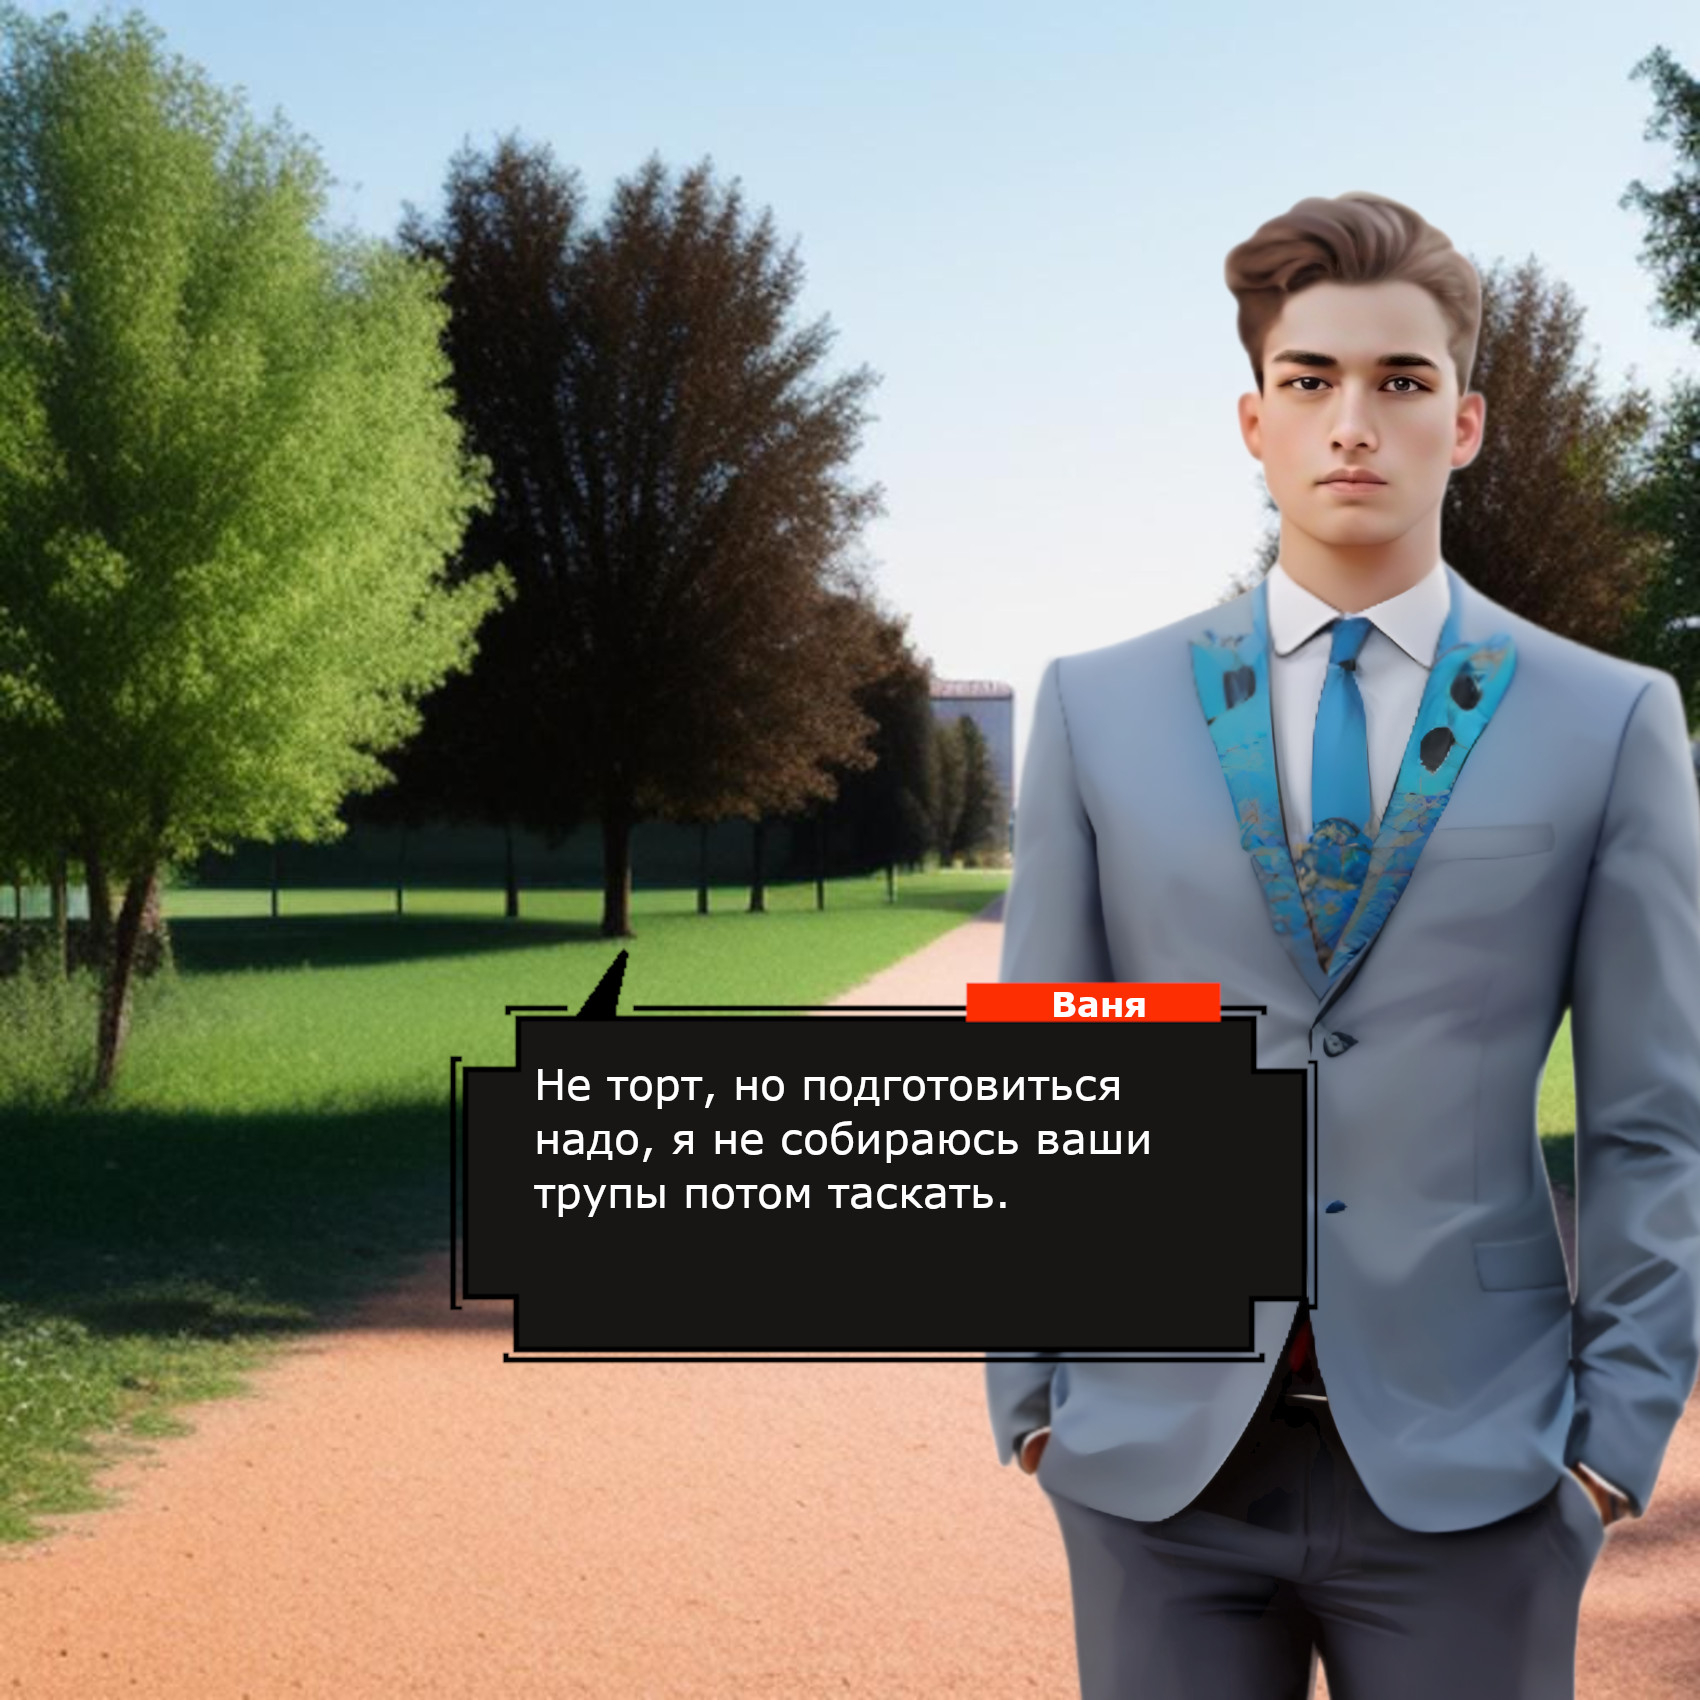 Ваня
Не торт, но подготовиться
надо, я не собираюсь ваши
трупы потом таскать.